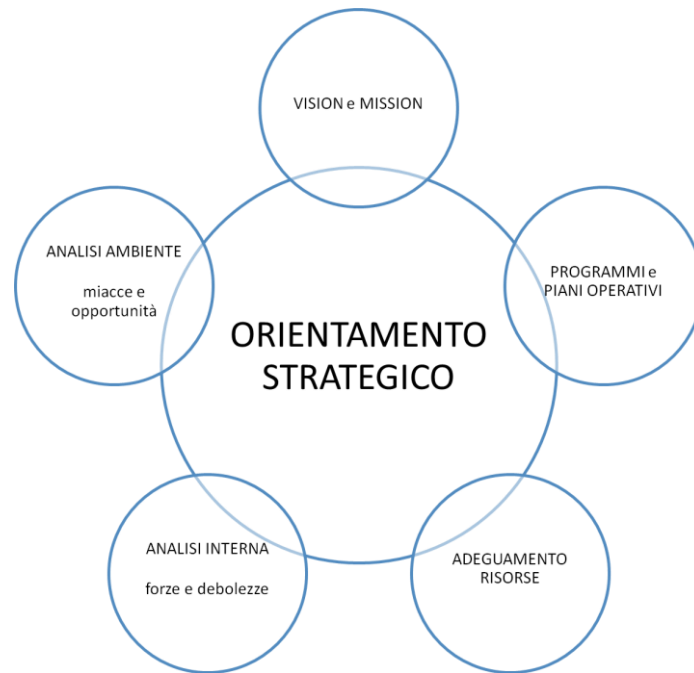 VISION e MISSION
ANALISI AMBIENTE
miacce e
opportunità
PROGRAMMI e
PIANI OPERATIVI
ORIENTAMENTO
STRATEGICO
ANALISI INTERNA
forze e debolezze
ADEGUAMENTO
RISORSE